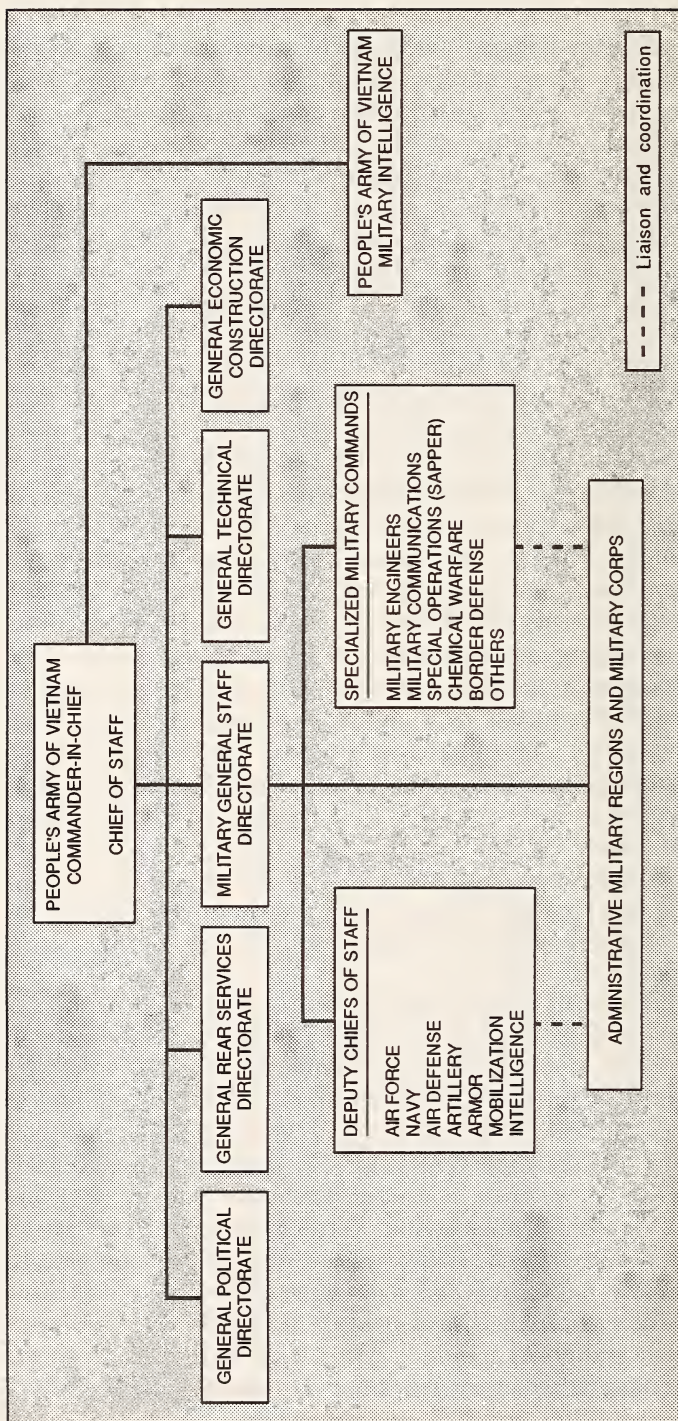 PEOPLE'S ARMY OF VIETNAM
COMMANDER-IN-CHIEF
CHIEF OF STAFF
GENERAL POLITICAL
DIRECTORATE
GENERAL REAR SERVICES
DIRECTORATE
MILITARY GENERAL STAFF
DIRECTORATE
GENERAL TECHNICAL
DIRECTORATE
GENERAL ECONOMIC
CONSTRUCTION
DIRECTORATE
PEOPLE'S ARMY OF VIETNAM
MILITARY INTELLIGENCE
DEPUTY CHIEFS OF STAFF
AIR FORCE
NAVY
AIR DEFENSE
ARTILLERY
ARMOR
MOBILIZATION
INTELLIGENCE
SPECIALIZED MILITARY COMMANDS
MILITARY ENGINEERS
MILITARY COMMUNICATIONS
SPECIAL OPERATIONS (SAPPER)
CHEMICAL WARFARE
BORDER DEFENSE
OTHERS
ADMINISTRATIVE MILITARY REGIONS AND MILITARY CORPS
Liaison and coordination